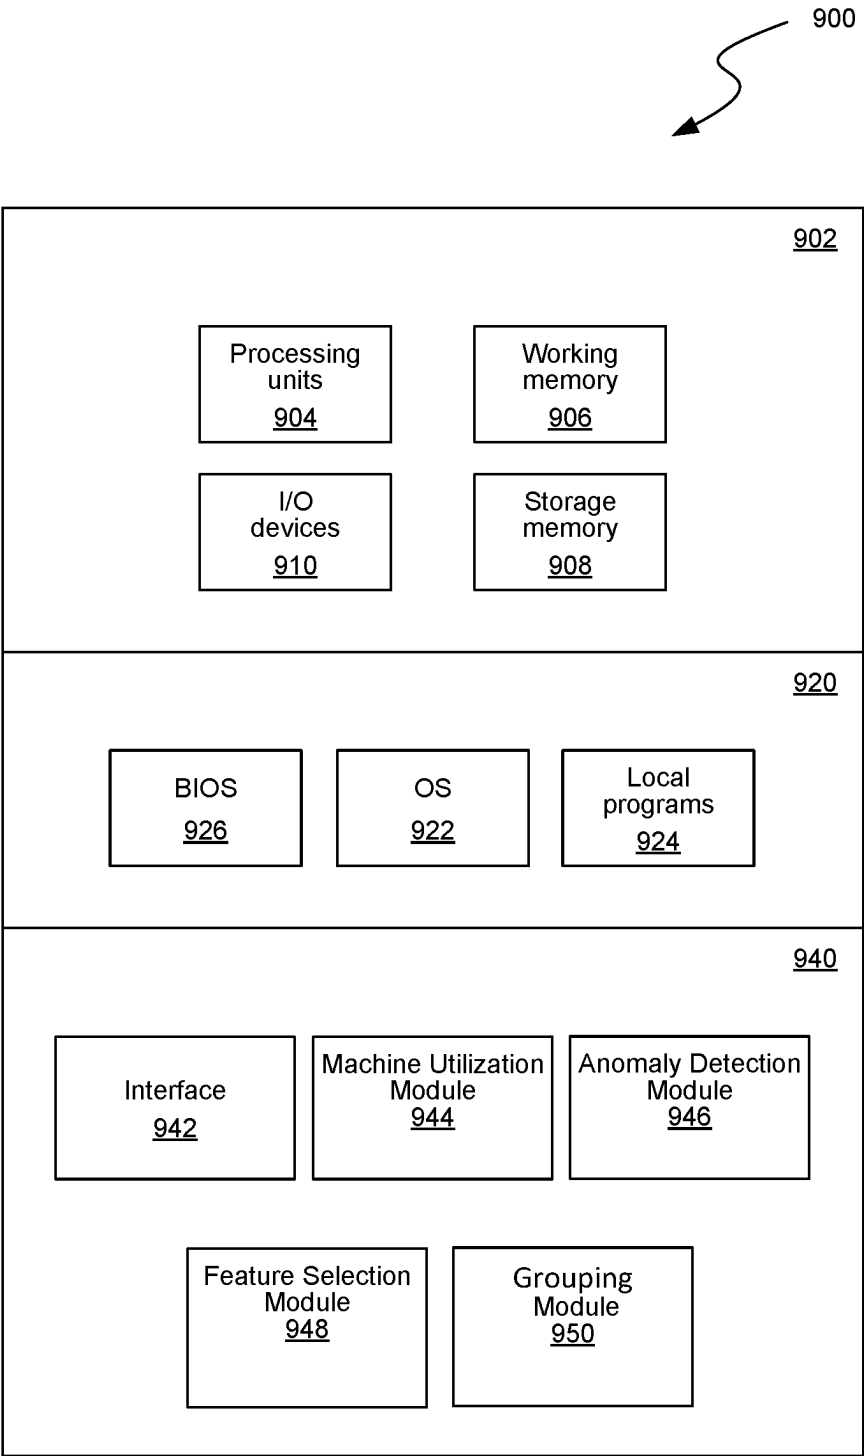 900
902
Processing
units
904
Working
memory
906
I/O
devices
910
Storage
memory
908
920
BIOS
926
OS
922
Local
programs
924
940
Interface
942
Machine Utilization
Module
944
Anomaly Detection
Module
946
Feature Selection
Module
948
Grouping
Module
950